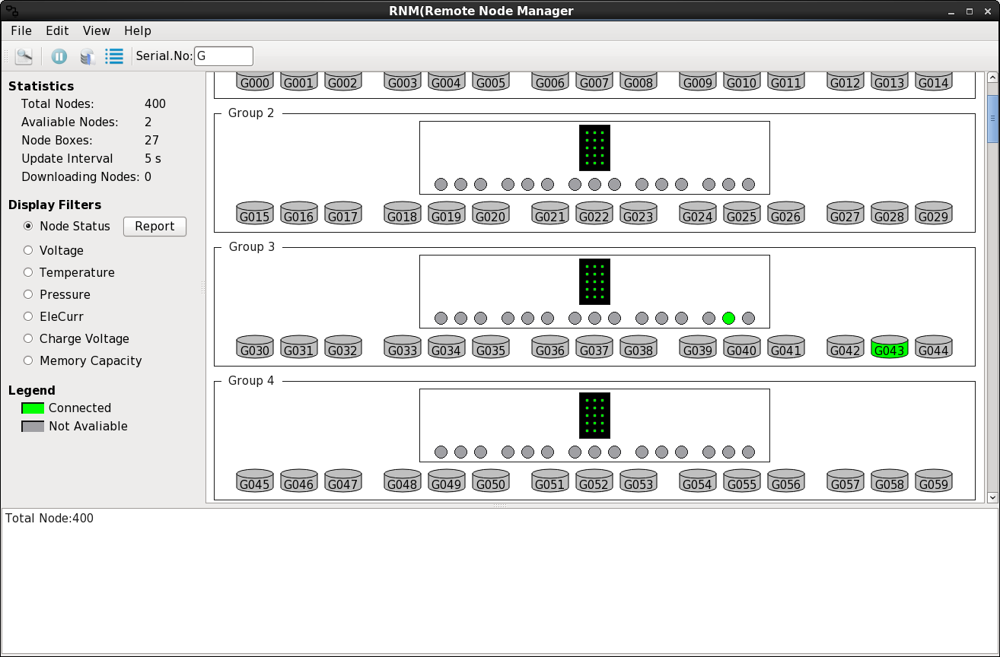 RNM(Remote Node Manager
File Edit View Help
Serial.No: G
Statistics
Total Nodes: 400
Avaliable Nodes: 2
Node Boxes: 27
Update Interval 5 s
Downloading Nodes: 0
Display Filters
Node Status Report
Voltage
Temperature
Pressure
EleCurr
Charge Voltage
Memory Capacity
Legend
Connected
Not Avaliable
G000 G001 G002 G003 G004 G005 G006 G007 G008 G009 G010 G011 G012 G013 G014
Group 2
G015 G016 G017 G018 G019 G020 G021 G022 G023 G024 G025 G026 G027 G028 G029
Group 3
G030 G031 G032 G033 G034 G035 G036 G037 G038 G039 G040 G041 G042 G043 G044
Group 4
G045 G046 G047 G048 G049 G050 G051 G052 G053 G054 G055 G056 G057 G058 G059
Total Node:400